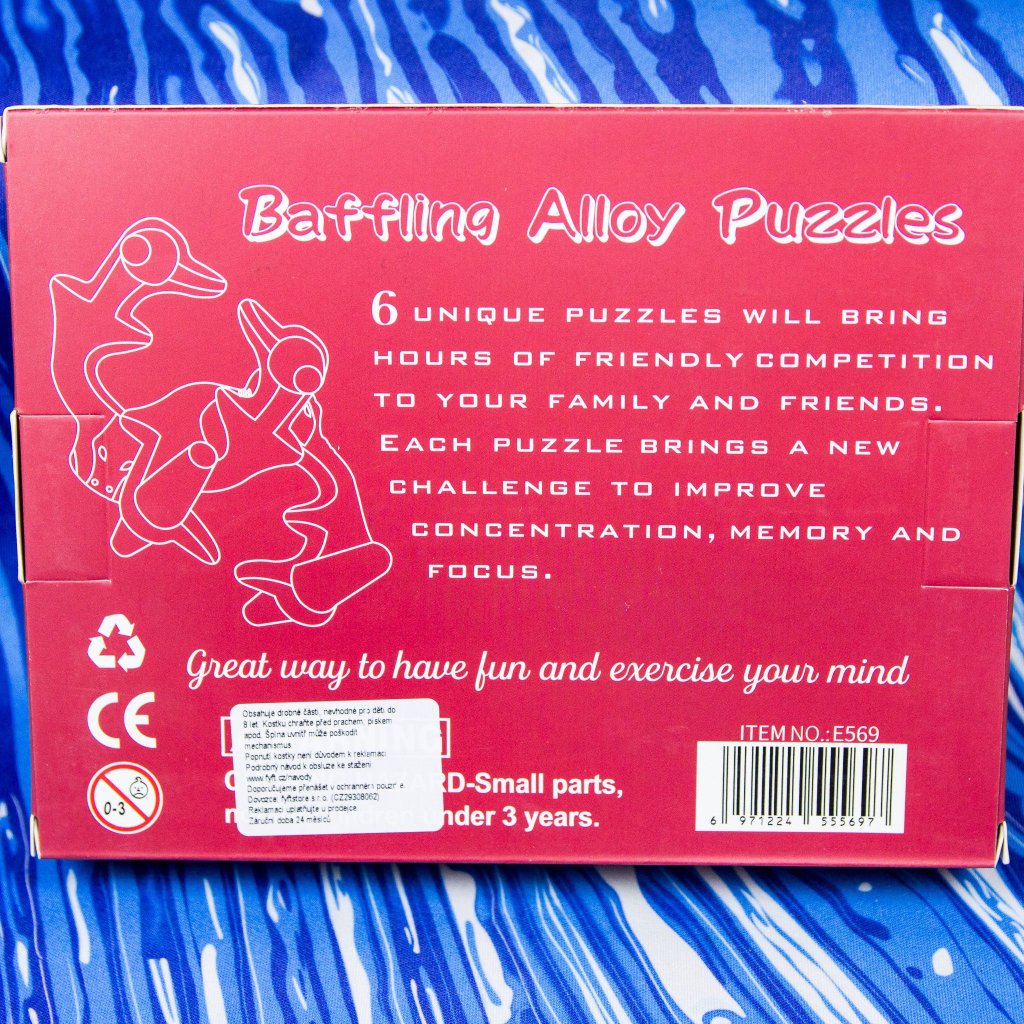 Baffling Alloy Puzzles
6 UNIQUE PUZZLES WILL BRING
HOURS OF FRIENDLY COMPETITION
TO YOUR FAMILY AND FRIENDS.
EACH PUZZLE BRINGS A NEW
CHALLENGE TO IMPROVE
CONCENTRATION, MEMORY AND
FOCUS.
Great way to have fun and exercise your mind
CE
0-3
Obsahuje drobné části, nevhodné pro děti do
8 let. Kostku chraňte před prachem, pískem
apod. Špína uvnitř může poškodit
mechanismus.
Popnutí kostky není důvodem k reklamaci
Podrobný návod k obsluze ke stažení:
www.fyft.cz/navody
Doporučujeme přenášet v ochranném
Dovozce: fyftstore s.r.o. (CZ29308062)
Reklamaci uplatňujte u prodejce.
Záruční doba 24 měsíců
-Small parts,
under 3 years.
ITEM NO.:E569
6 971224 555697